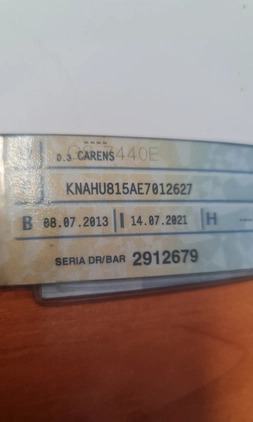 D.3 CARENS
KNAHU815AE7012627
B 08.07.2013 I 14.07.2021 H
SERIA DR/BAR 2912679